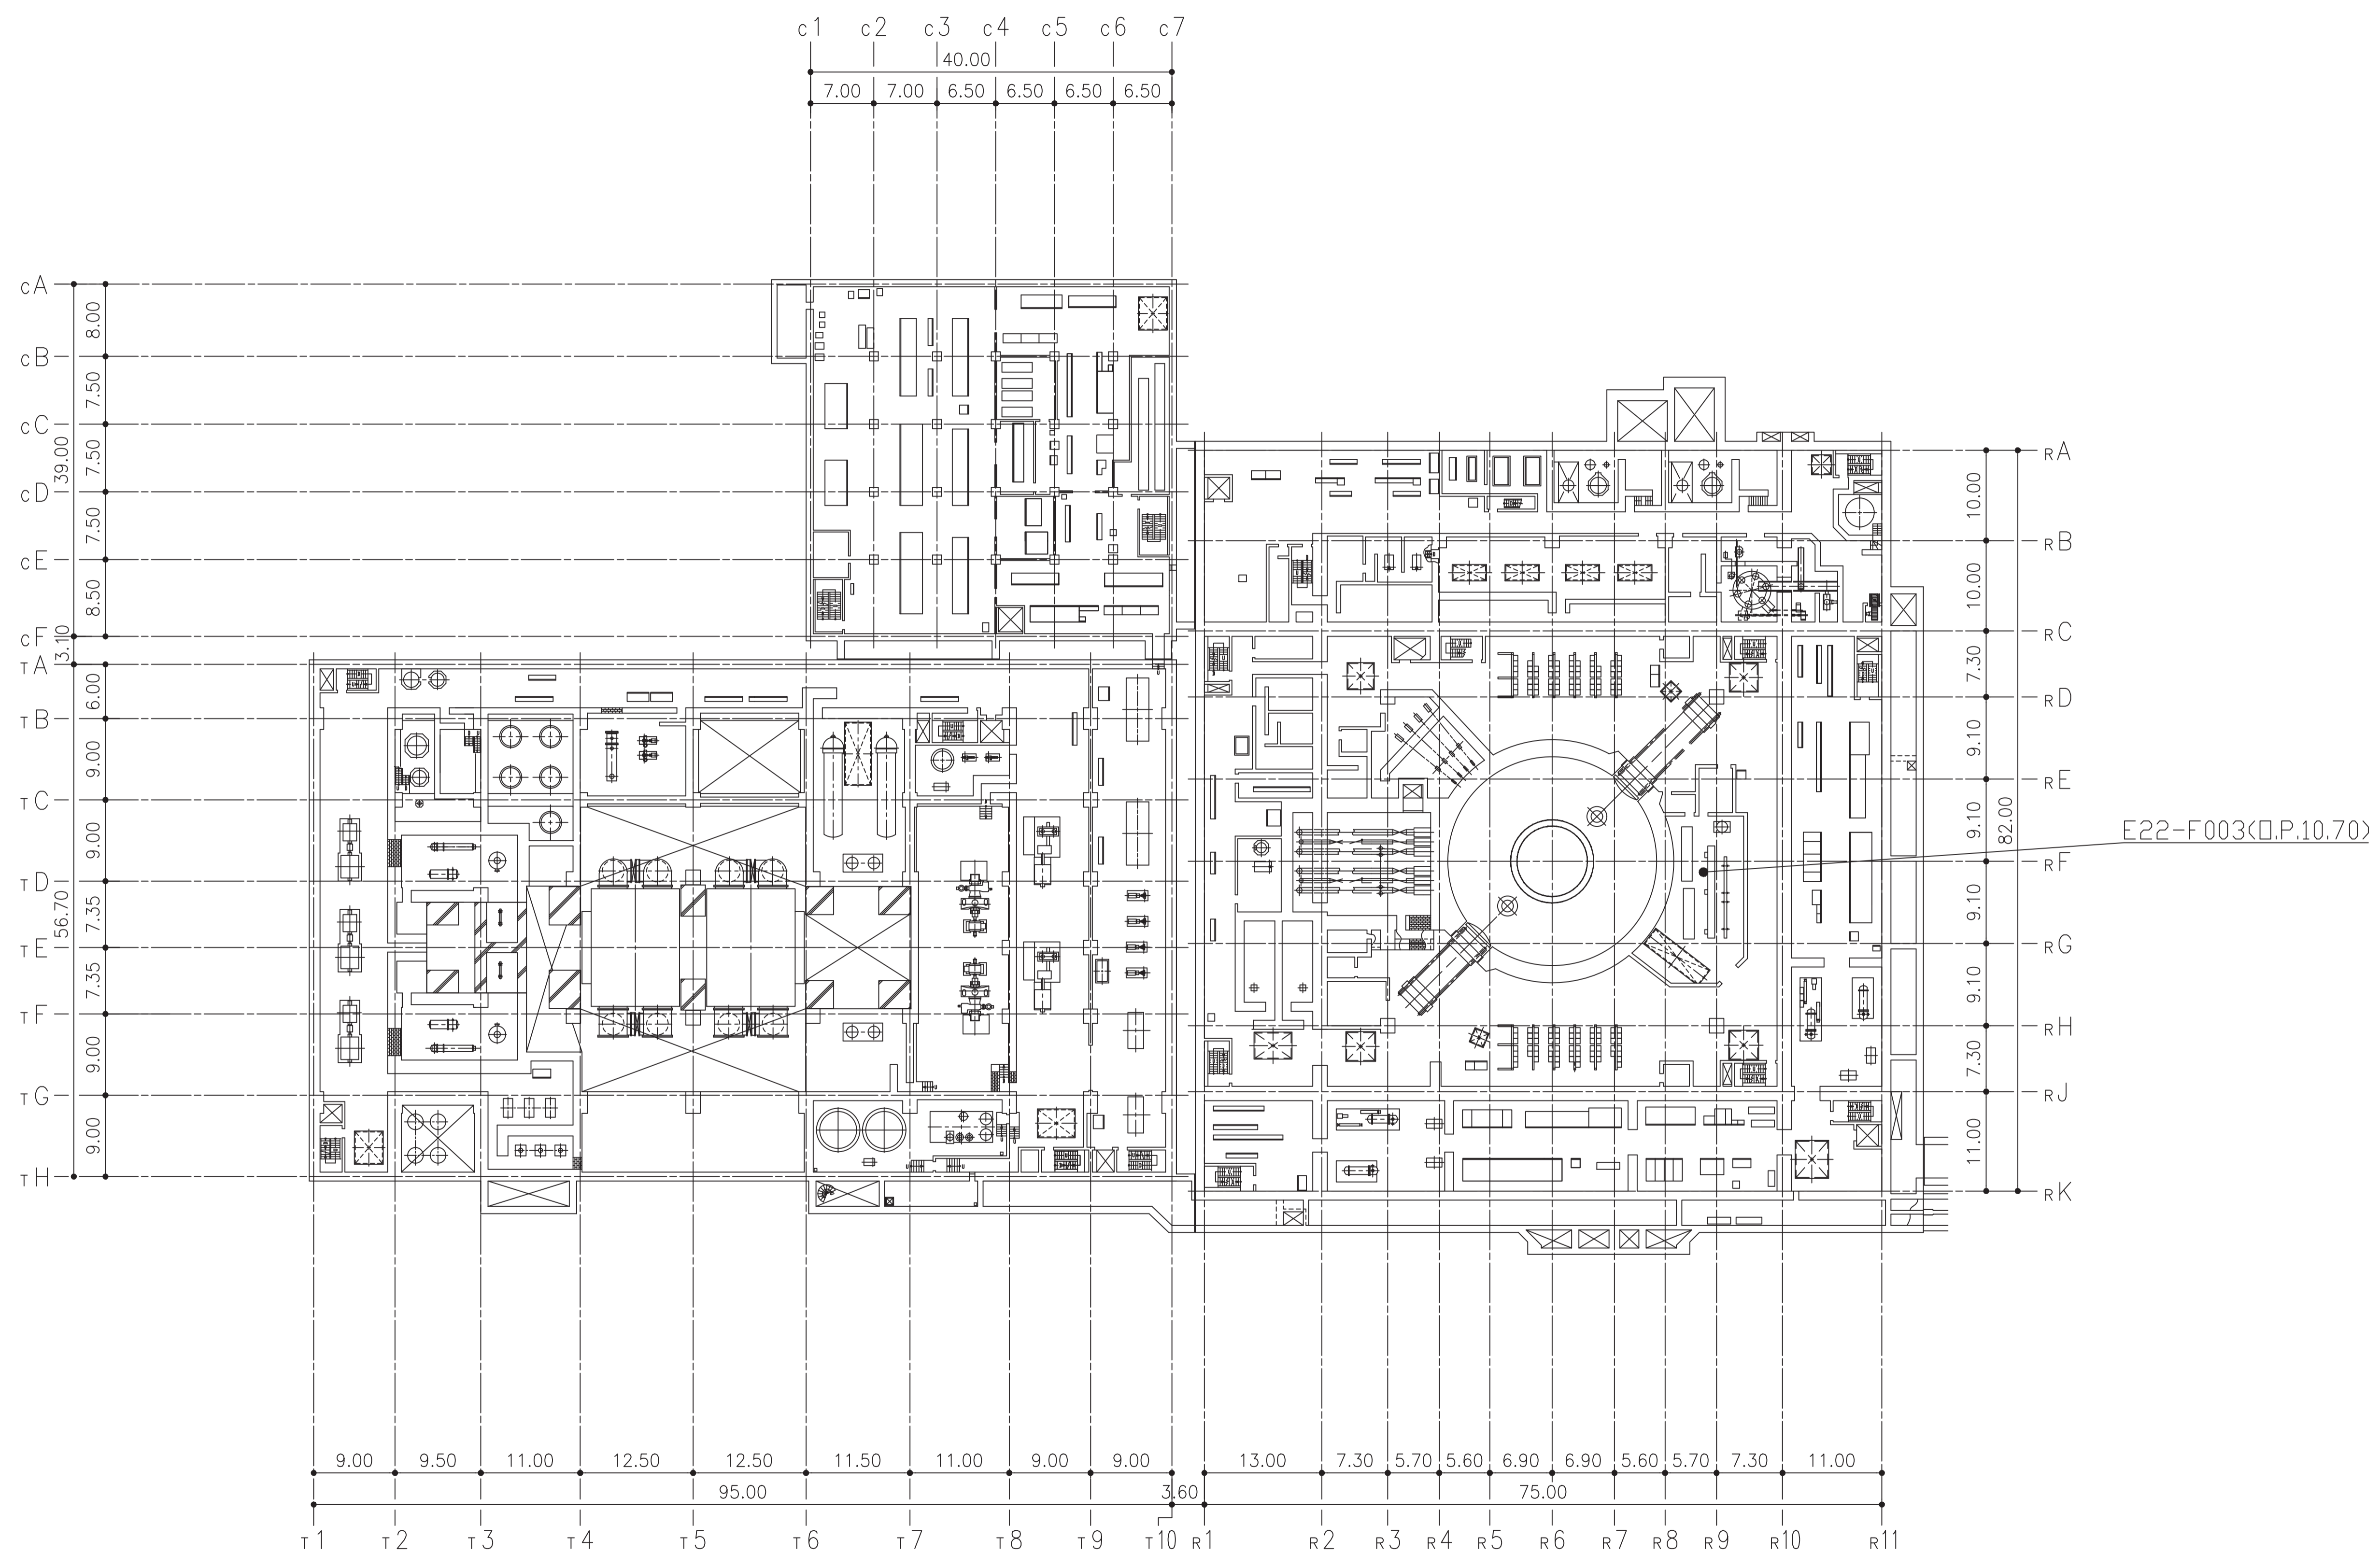 c1 c2 c3 c4 c5 c6 c7
40.00
7.00 7.00 6.50 6.50 6.50 6.50
cA
8.00
cB
7.50
cC
39.00
7.50
cD
7.50
cE
8.50
cF
3.10
TA
6.00
TB
9.00
TC
9.00
TD
56.70
7.35
TE
7.35
TF
9.00
TG
9.00
TH
RA
10.00
RB
10.00
RC
7.30
RD
9.10
RE
9.10
82.00
RF
9.10
RG
9.10
RH
7.30
RJ
11.00
RK
E22-F003(O.P.10.70)
9.00 9.50 11.00 12.50 12.50 11.50 11.00 9.00 9.00 13.00 7.30 5.70 5.60 6.90 6.90 5.60 5.70 7.30 11.00
95.00 3.60 75.00
T1 T2 T3 T4 T5 T6 T7 T8 T9 T10 R1 R2 R3 R4 R5 R6 R7 R8 R9 R10 R11